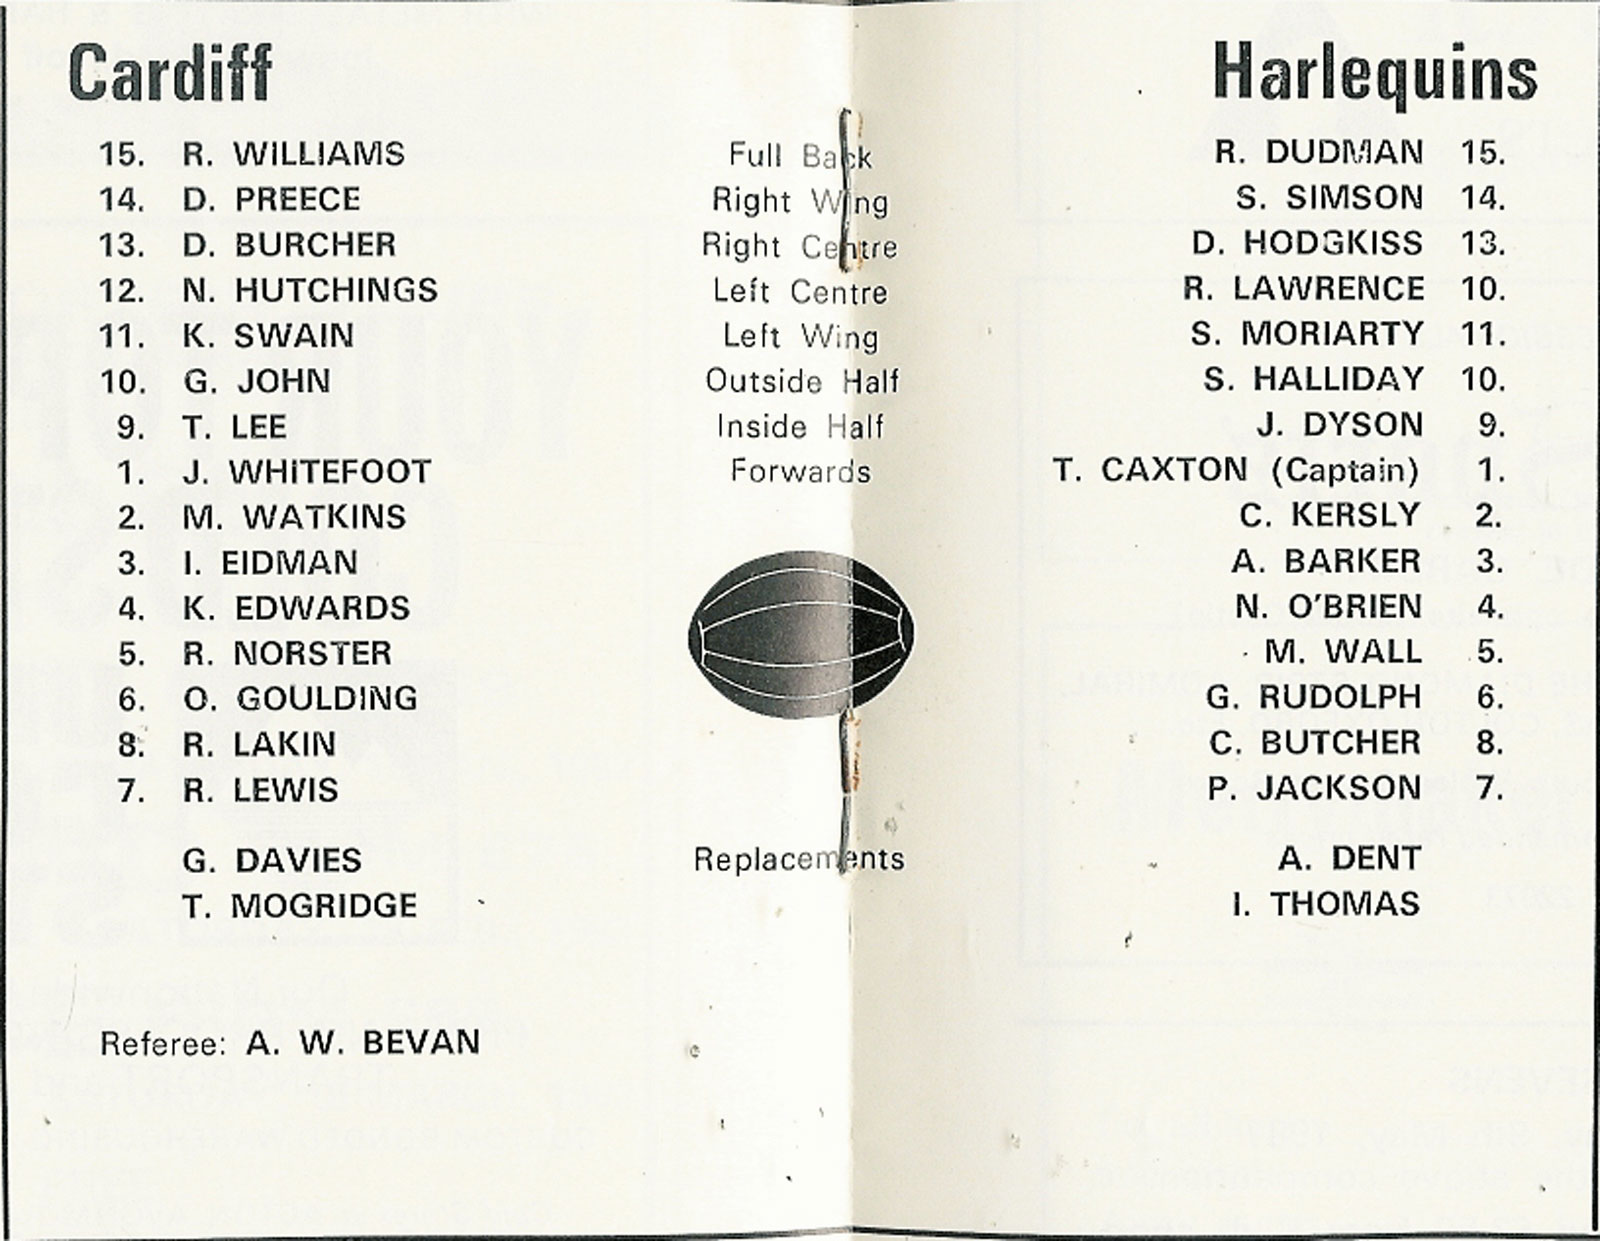 Cardiff Harlequins
15. R. WILLIAMS Full Back R. DUDMAN 15.
14. D. PREECE Right Wing S. SIMSON 14.
13. D. BURCHER Right Centre D. HODGKISS 13.
12. N. HUTCHINGS Left Centre R. LAWRENCE 10.
11. K. SWAIN Left Wing S. MORIARTY 11.
10. G. JOHN Outside Half S. HALLIDAY 10.
9. T. LEE Inside Half J. DYSON 9.
1. J. WHITEFOOT Forwards T. CAXTON (Captain) 1.
2. M. WATKINS C. KERSLY 2.
3. I. EIDMAN A. BARKER 3.
4. K. EDWARDS N. O'BRIEN 4.
5. R. NORSTER M. WALL 5.
6. O. GOULDING G. RUDOLPH 6.
8. R. LAKIN C. BUTCHER 8.
7. R. LEWIS P. JACKSON 7.
G. DAVIES Replacements A. DENT
T. MOGRIDGE I. THOMAS
Referee: A. W. BEVAN